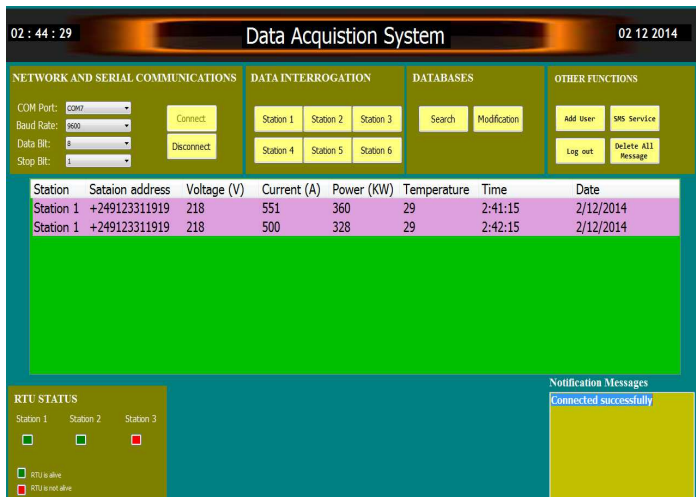 02 : 44 : 29
Data Acquistion System
02 12 2014
NETWORK AND SERIAL COMMUNICATIONS
COM Port: COM7
Baud Rate: 9600
Data Bit: 8
Stop Bit: 1
Connect
Disconnect
DATA INTERROGATION
Station 1 Station 2 Station 3
Station 4 Station 5 Station 6
DATABASES
Search Modification
OTHER FUNCTIONS
Add User SMS Service
Log out Delete All Message
Station Sataion address Voltage (V) Current (A) Power (KW) Temperature Time Date
Station 1 +249123311919 218 551 360 29 2:41:15 2/12/2014
Station 1 +249123311919 218 500 328 29 2:42:15 2/12/2014
RTU STATUS
Station 1 Station 2 Station 3
RTU is alive
RTU is not alive
Notification Messages
Connected successfully